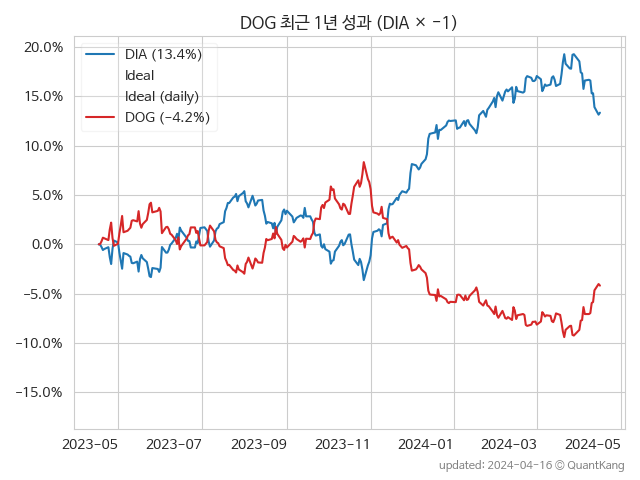 DOG 최근 1년 성과 (DIA × −1)
20.0%
15.0%
10.0%
5.0%
0.0%
−5.0%
−10.0%
−15.0%
DIA (13.4%)
Ideal
Ideal (daily)
DOG (−4.2%)
2023-05 2023-07 2023-09 2023-11 2024-01 2024-03 2024-05
updated: 2024-04-16 © QuantKang